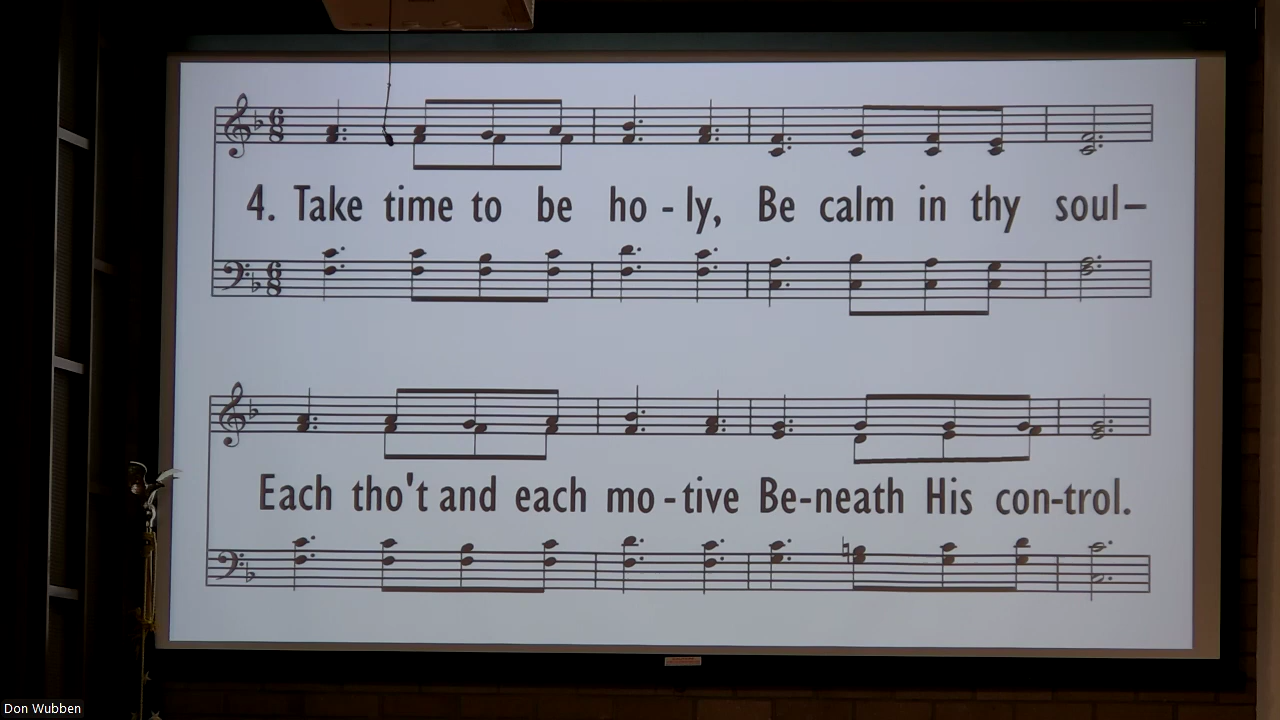 4. Take time to be ho - ly, Be calm in thy soul–
Each tho't and each mo - tive Be-neath His con-trol.
Don Wubben